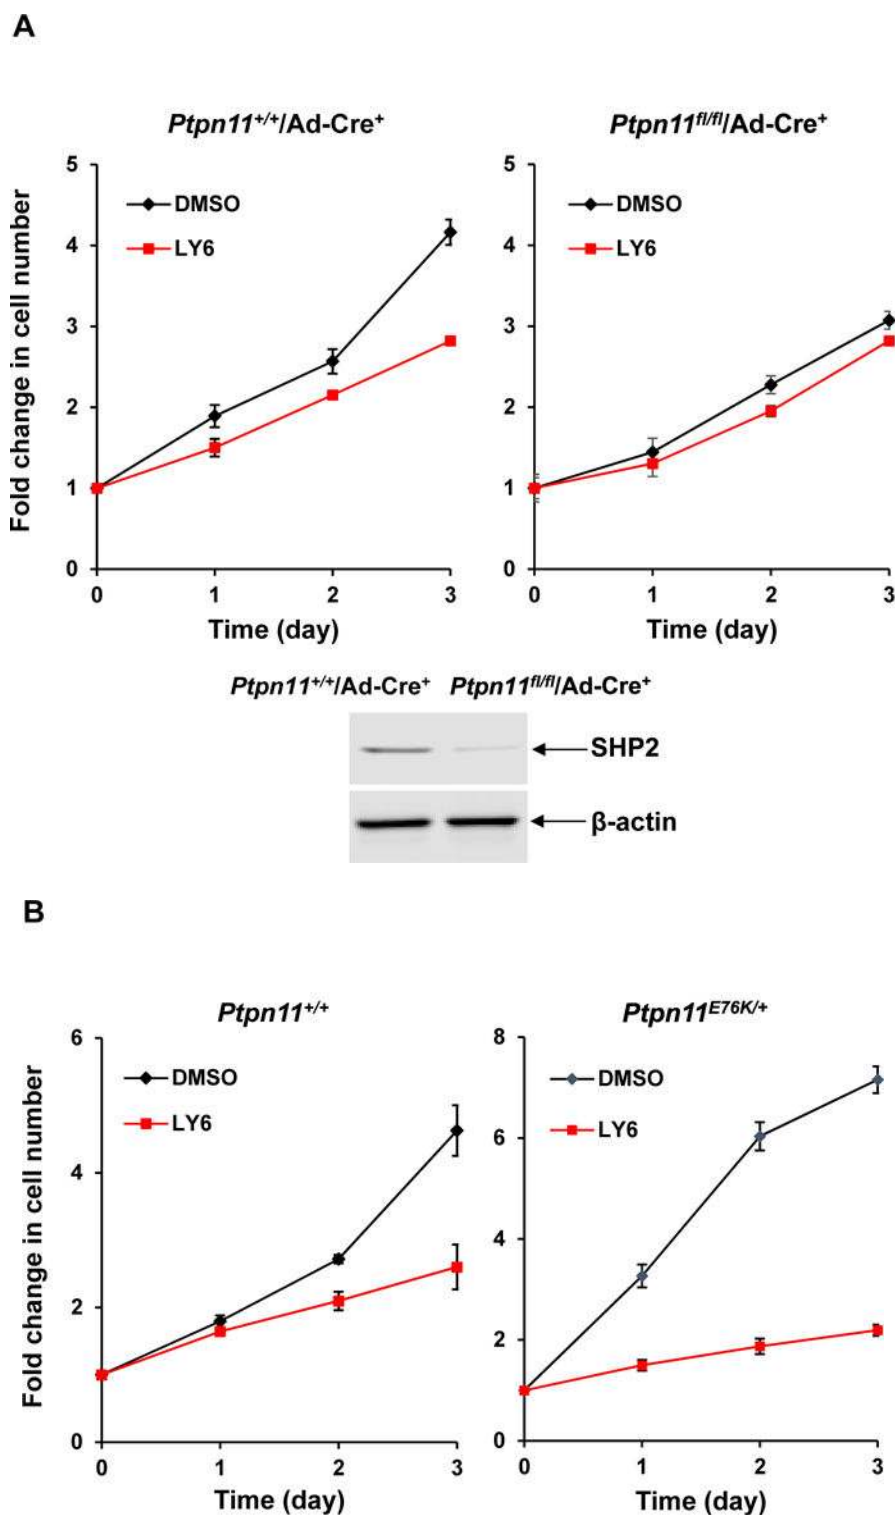 A
Ptpn11+/+/Ad-Cre+
Ptpn11fl/fl/Ad-Cre+
Fold change in cell number
5
4
3
2
1
0
DMSO
LY6
0 1 2 3
Time (day)
5
4
3
2
1
0
DMSO
LY6
0 1 2 3
Time (day)
Ptpn11+/+/Ad-Cre+ Ptpn11fl/fl/Ad-Cre+
SHP2
β-actin
B
Ptpn11+/+
Ptpn11E76K/+
Fold change in cell number
6
4
2
0
DMSO
LY6
0 1 2 3
Time (day)
8
6
4
2
0
DMSO
LY6
0 1 2 3
Time (day)